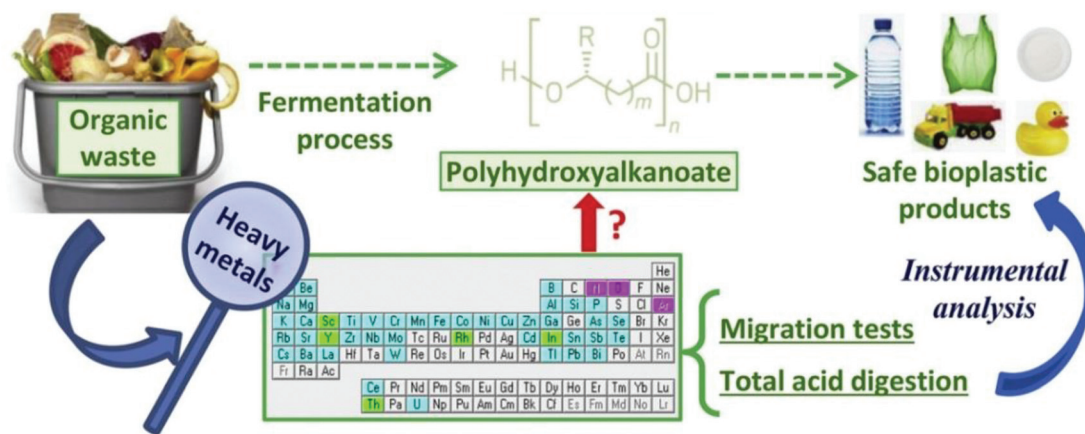 Organic
waste
Fermentation
process
H
O
R
O
m
OH
n
Polyhydroxyalkanoate
Safe bioplastic
products
Heavy
metals
?
He
Be B C N O F Ne
Na Mg Al Si P S Cl Ar
K Ca Sc Ti V Cr Mn Fe Co Ni Cu Zn Ga Ge As Se Br Kr
Rb Sr Y Zr Nb Mo Tc Ru Rh Pd Ag Cd In Sn Sb Te I Xe
Cs Ba La Hf Ta W Re Os Ir Pt Au Hg Tl Pb Bi Po At Rn
Fr Ra Ac
Ce Pr Nd Pm Sm Eu Gd Tb Dy Ho Er Tm Yb Lu
Th Pa U Np Pu Am Cm Bk Cf Es Fm Md No Lr
Migration tests
Total acid digestion
Instrumental
analysis